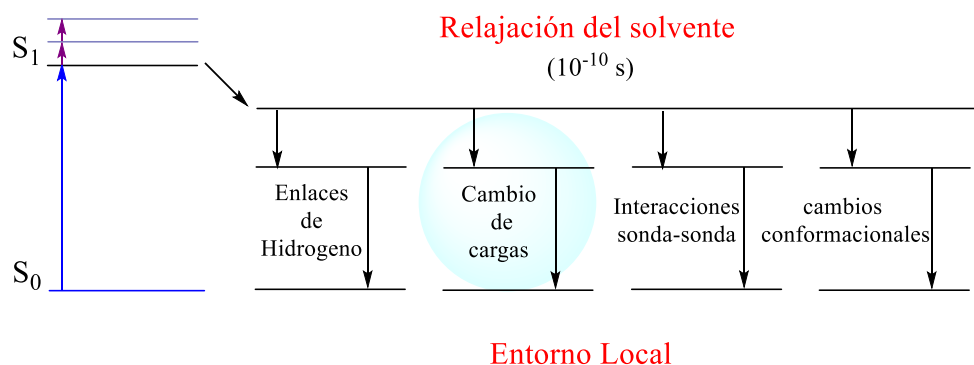 Relajación del solvente
(10⁻¹⁰ s)
S₁
Enlaces
de
Hidrogeno
Cambio
de
cargas
Interacciones
sonda-sonda
cambios
conformacionales
S₀
Entorno Local